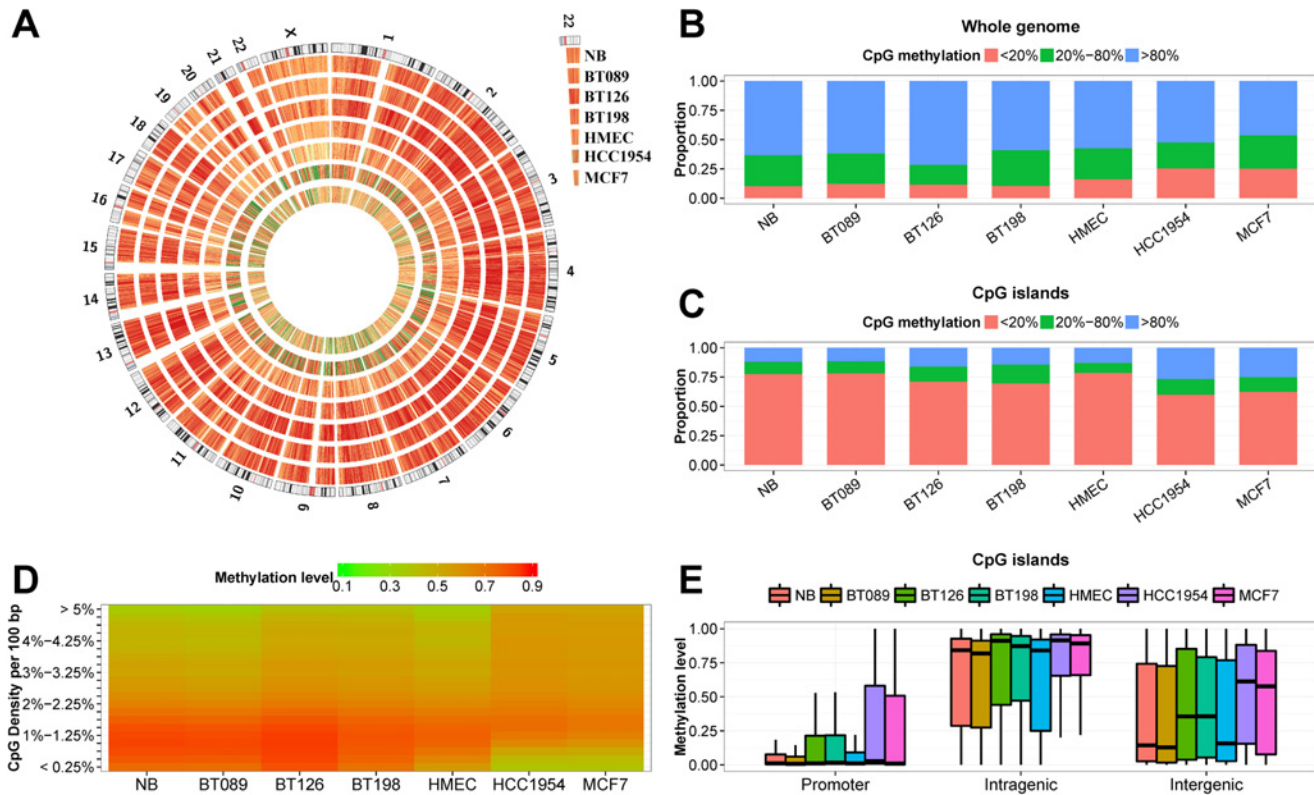 A
1
2
3
4
5
6
7
8
9
10
11
12
13
14
15
16
17
18
19
20
21
22
X
22
NB
BT089
BT126
BT198
HMEC
HCC1954
MCF7
B
Whole genome
CpG methylation <20% 20%−80% >80%
Proportion
1.00
0.75
0.50
0.25
0.00
NB BT089 BT126 BT198 HMEC HCC1954 MCF7
C
CpG islands
CpG methylation <20% 20%−80% >80%
Proportion
1.00
0.75
0.50
0.25
0.00
NB BT089 BT126 BT198 HMEC HCC1954 MCF7
D
Methylation level
0.1 0.3 0.5 0.7 0.9
CpG Density per 100 bp
> 5%
4%−4.25%
3%−3.25%
2%−2.25%
1%−1.25%
< 0.25%
NB BT089 BT126 BT198 HMEC HCC1954 MCF7
E
CpG islands
NB BT089 BT126 BT198 HMEC HCC1954 MCF7
Methylation level
1.00
0.75
0.50
0.25
0.00
Promoter Intragenic Intergenic